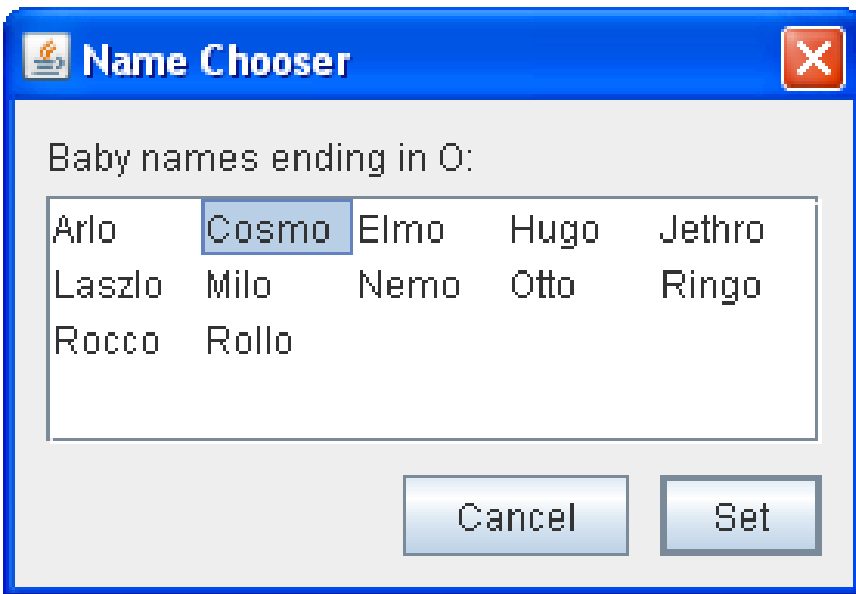 Name Chooser
Baby names ending in O:
Arlo Cosmo Elmo Hugo Jethro
Laszlo Milo Nemo Otto Ringo
Rocco Rollo
Cancel Set